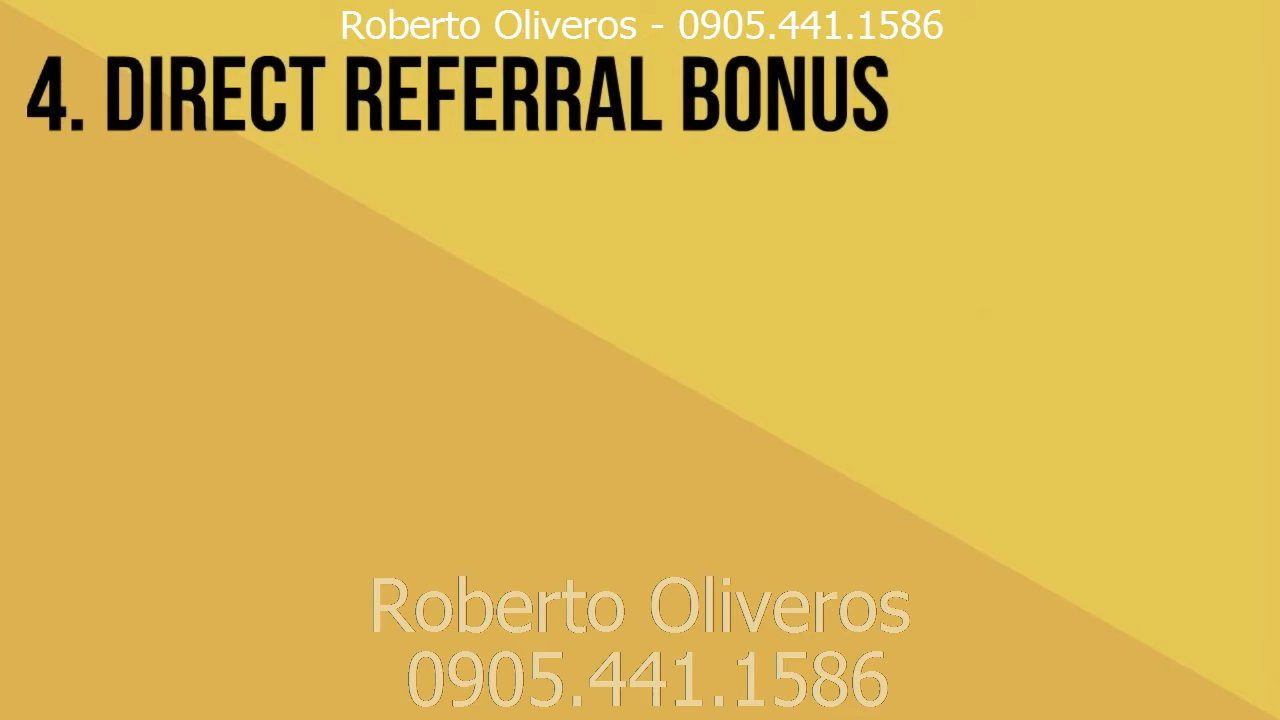 Roberto Oliveros - 0905.441.1586
4. DIRECT REFERRAL BONUS
Roberto Oliveros
0905.441.1586